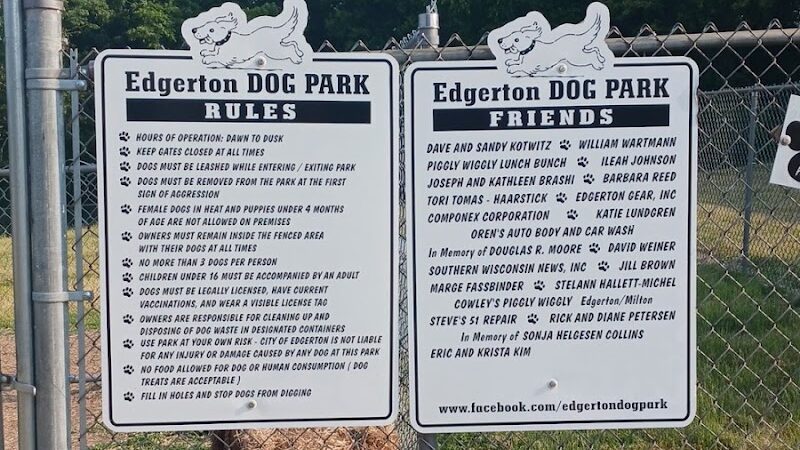 Edgerton DOG PARK
RULES
HOURS OF OPERATION: DAWN TO DUSK
KEEP GATES CLOSED AT ALL TIMES
DOGS MUST BE LEASHED WHILE ENTERING / EXITING PARK
DOGS MUST BE REMOVED FROM THE PARK AT THE FIRST
SIGN OF AGGRESSION
FEMALE DOGS IN HEAT AND PUPPIES UNDER 4 MONTHS
OF AGE ARE NOT ALLOWED ON PREMISES
OWNERS MUST REMAIN INSIDE THE FENCED AREA
WITH THEIR DOGS AT ALL TIMES
NO MORE THAN 3 DOGS PER PERSON
CHILDREN UNDER 16 MUST BE ACCOMPANIED BY AN ADULT
DOGS MUST BE LEGALLY LICENSED, HAVE CURRENT
VACCINATIONS, AND WEAR A VISIBLE LICENSE TAG
OWNERS ARE RESPONSIBLE FOR CLEANING UP AND
DISPOSING OF DOG WASTE IN DESIGNATED CONTAINERS
USE PARK AT YOUR OWN RISK - CITY OF EDGERTON IS NOT LIABLE
FOR ANY INJURY OR DAMAGE CAUSED BY ANY DOG AT THIS PARK
NO FOOD ALLOWED FOR DOG OR HUMAN CONSUMPTION ( DOG
TREATS ARE ACCEPTABLE )
FILL IN HOLES AND STOP DOGS FROM DIGGING
Edgerton DOG PARK
FRIENDS
DAVE AND SANDY KOTWITZ WILLIAM WARTMANN
PIGGLY WIGGLY LUNCH BUNCH ILEAH JOHNSON
JOSEPH AND KATHLEEN BRASHI BARBARA REED
TORI TOMAS - HAARSTICK EDGERTON GEAR, INC
COMPONEX CORPORATION KATIE LUNDGREN
OREN'S AUTO BODY AND CAR WASH
In Memory of DOUGLAS R. MOORE DAVID WEINER
SOUTHERN WISCONSIN NEWS, INC JILL BROWN
MARGE FASSBINDER STELANN HALLETT-MICHEL
COWLEY'S PIGGLY WIGGLY Edgerton/Milton
STEVE'S 51 REPAIR RICK AND DIANE PETERSEN
In Memory of SONJA HELGESEN COLLINS
ERIC AND KRISTA KIM
www.facebook.com/edgertondogpark